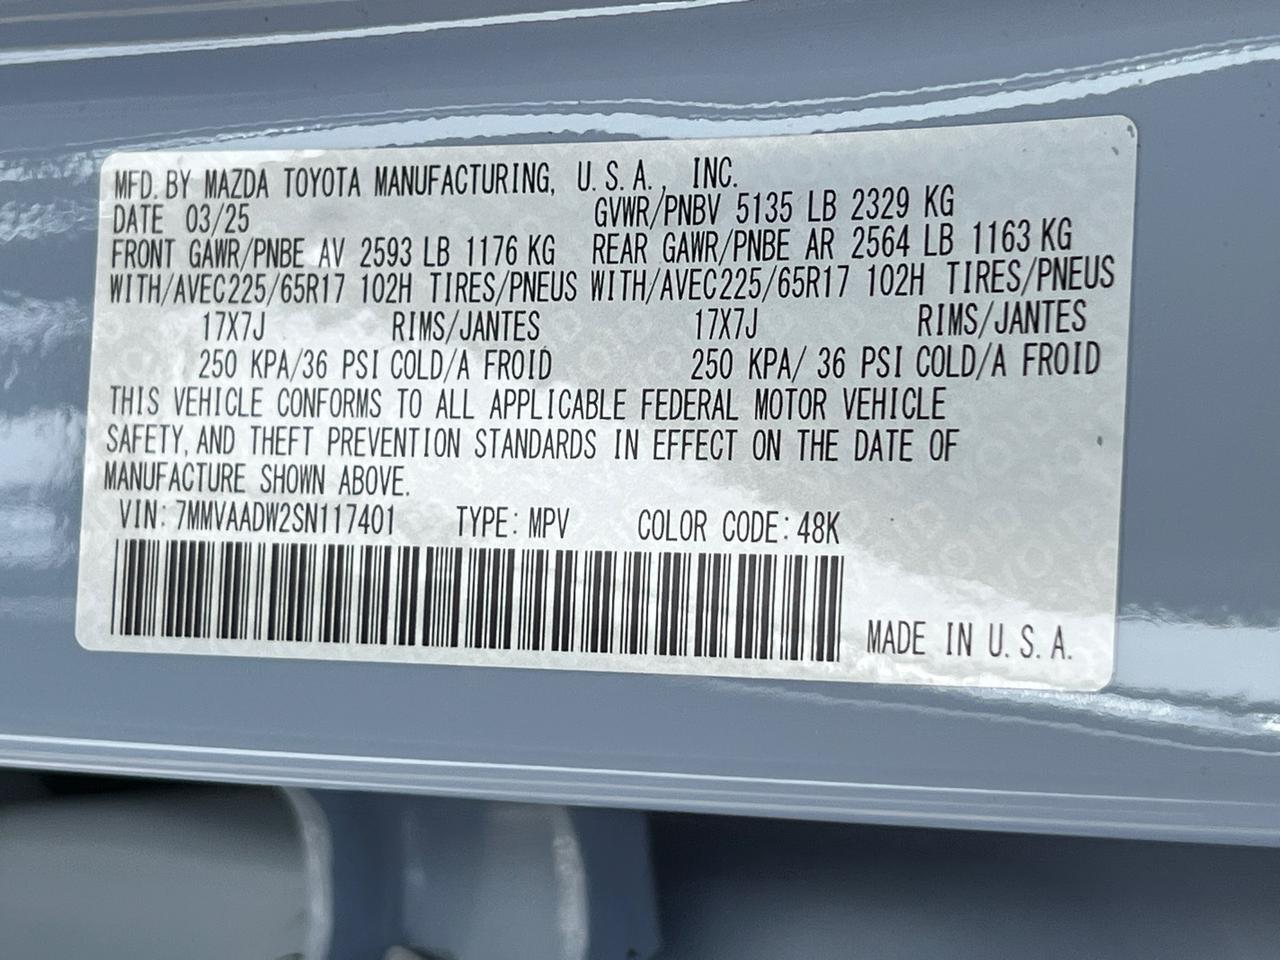 MFD. BY MAZDA TOYOTA MANUFACTURING, U.S.A., INC.
DATE 03/25 GVWR/PNBV 5135 LB 2329 KG
FRONT GAWR/PNBE AV 2593 LB 1176 KG REAR GAWR/PNBE AR 2564 LB 1163 KG
WITH/AVEC225/65R17 102H TIRES/PNEUS WITH/AVEC225/65R17 102H TIRES/PNEUS
17X7J RIMS/JANTES 17X7J RIMS/JANTES
250 KPA/36 PSI COLD/A FROID 250 KPA/ 36 PSI COLD/A FROID
THIS VEHICLE CONFORMS TO ALL APPLICABLE FEDERAL MOTOR VEHICLE
SAFETY, AND THEFT PREVENTION STANDARDS IN EFFECT ON THE DATE OF
MANUFACTURE SHOWN ABOVE.
VIN: 7MMVAADW2SN117401 TYPE: MPV COLOR CODE: 48K
MADE IN U.S.A.